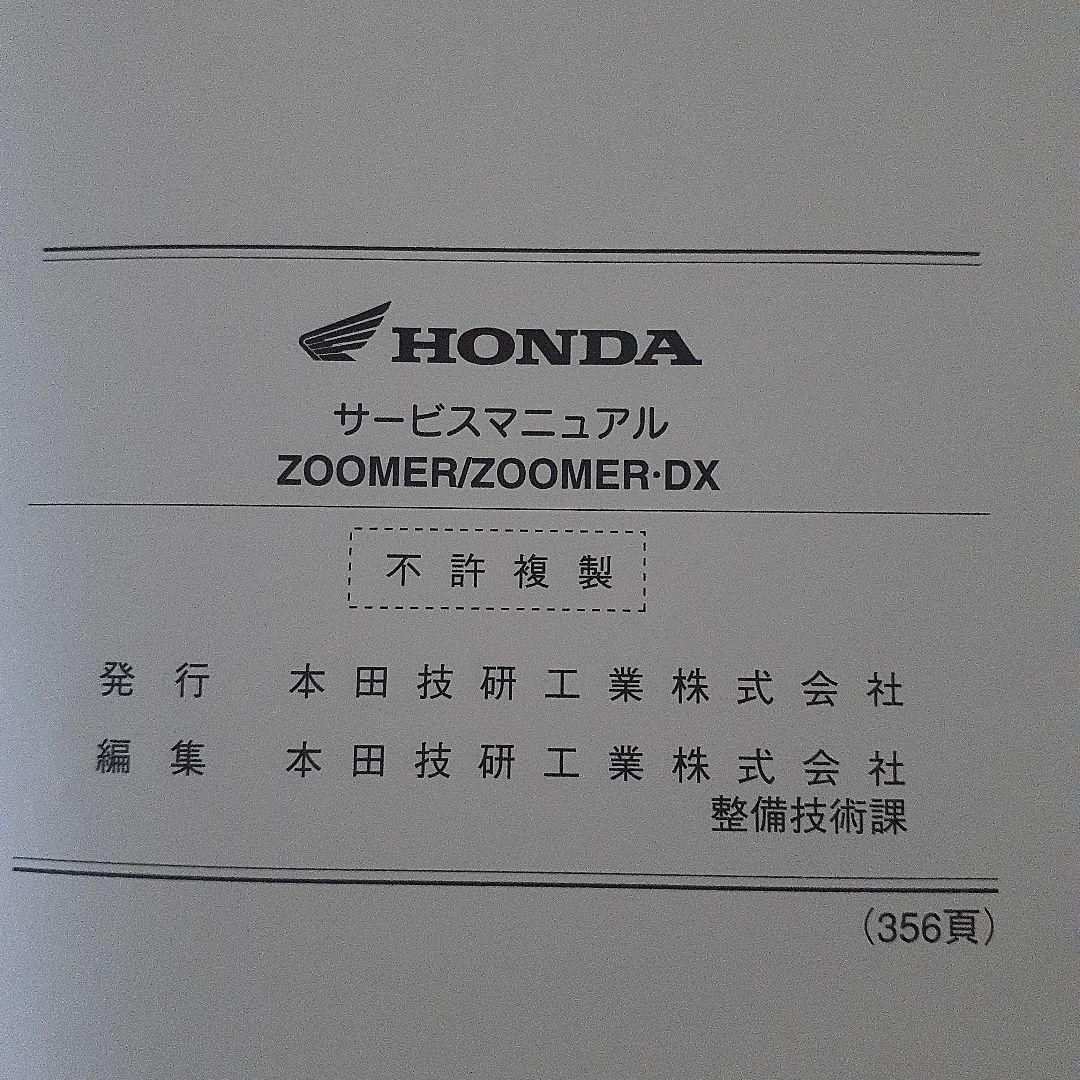 HONDA
サービスマニュアル
ZOOMER/ZOOMER·DX
不許複製
発行 本田技研工業株式会社
編集 本田技研工業株式会社
整備技術課
(356頁)